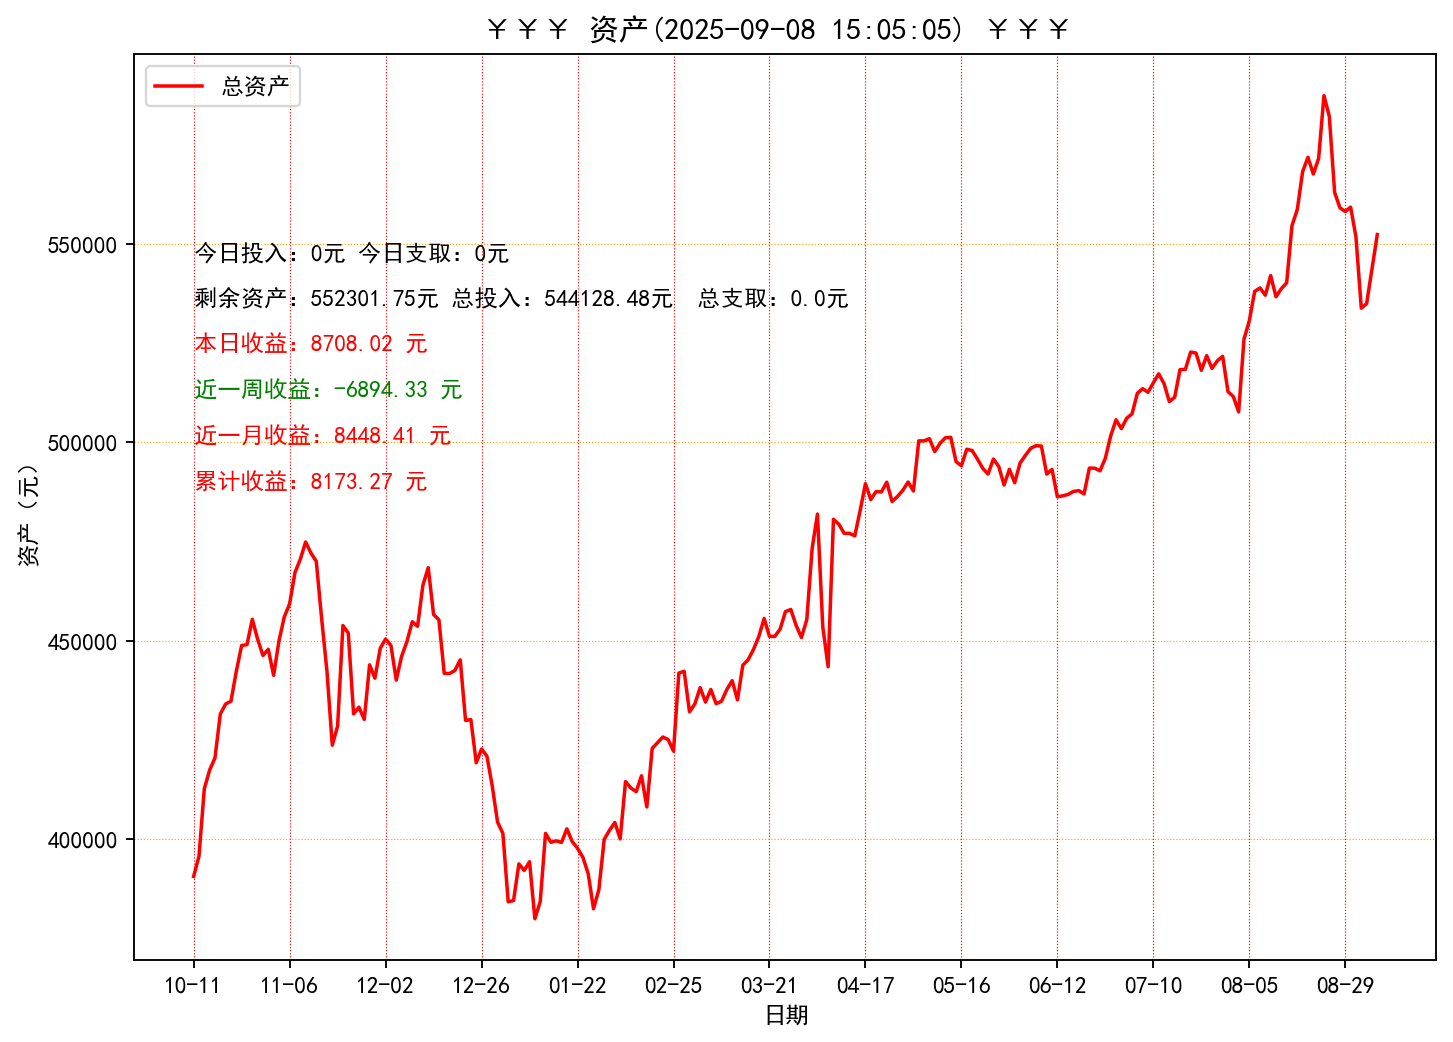 ￥￥￥ 资产(2025-09-08 15:05:05) ￥￥￥
总资产
今日投入：0元 今日支取：0元
剩余资产：552301.75元 总投入：544128.48元  总支取：0.0元
本日收益：8708.02 元
近一周收益：-6894.33 元
近一月收益：8448.41 元
累计收益：8173.27 元
资产（元）
550000
500000
450000
400000
10-11 11-06 12-02 12-26 01-22 02-25 03-21 04-17 05-16 06-12 07-10 08-05 08-29
日期